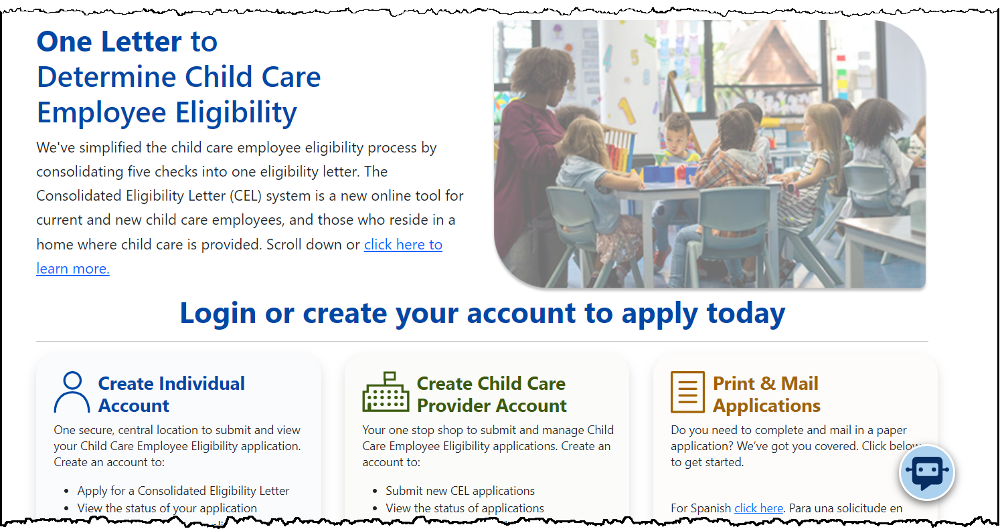 One Letter to
Determine Child Care
Employee Eligibility
We've simplified the child care employee eligibility process by
consolidating five checks into one eligibility letter. The
Consolidated Eligibility Letter (CEL) system is a new online tool for
current and new child care employees, and those who reside in a
home where child care is provided. Scroll down or click here to
learn more.
Login or create your account to apply today
Create Individual
Account
One secure, central location to submit and view
your Child Care Employee Eligibility application.
Create an account to:
• Apply for a Consolidated Eligibility Letter
• View the status of your application
Create Child Care
Provider Account
Your one stop shop to submit and manage Child
Care Employee Eligibility applications. Create an
account to:
• Submit new CEL applications
• View the status of applications
Print & Mail
Applications
Do you need to complete and mail in a paper
application? We’ve got you covered. Click below
to get started.
For Spanish click here. Para una solicitude en